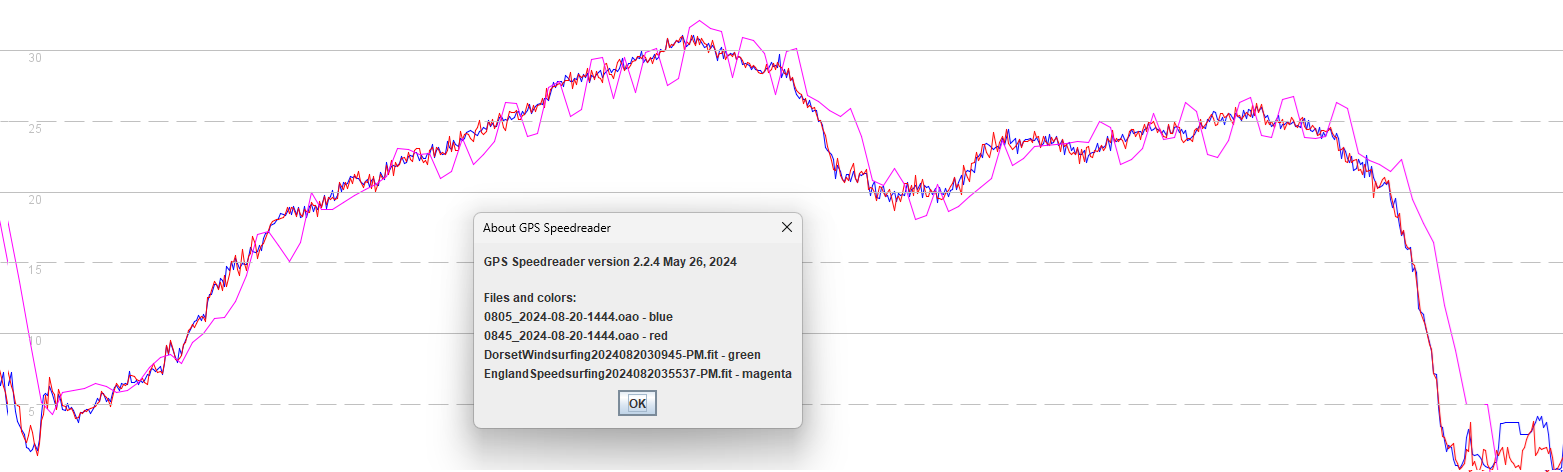 30
25
20
15
10
5
About GPS Speedreader
GPS Speedreader version 2.2.4 May 26, 2024
Files and colors:
0805_2024-08-20-1444.oao - blue
0845_2024-08-20-1444.oao - red
DorsetWindsurfing2024082030945-PM.fit - green
EnglandSpeedsurfing2024082035537-PM.fit - magenta
OK